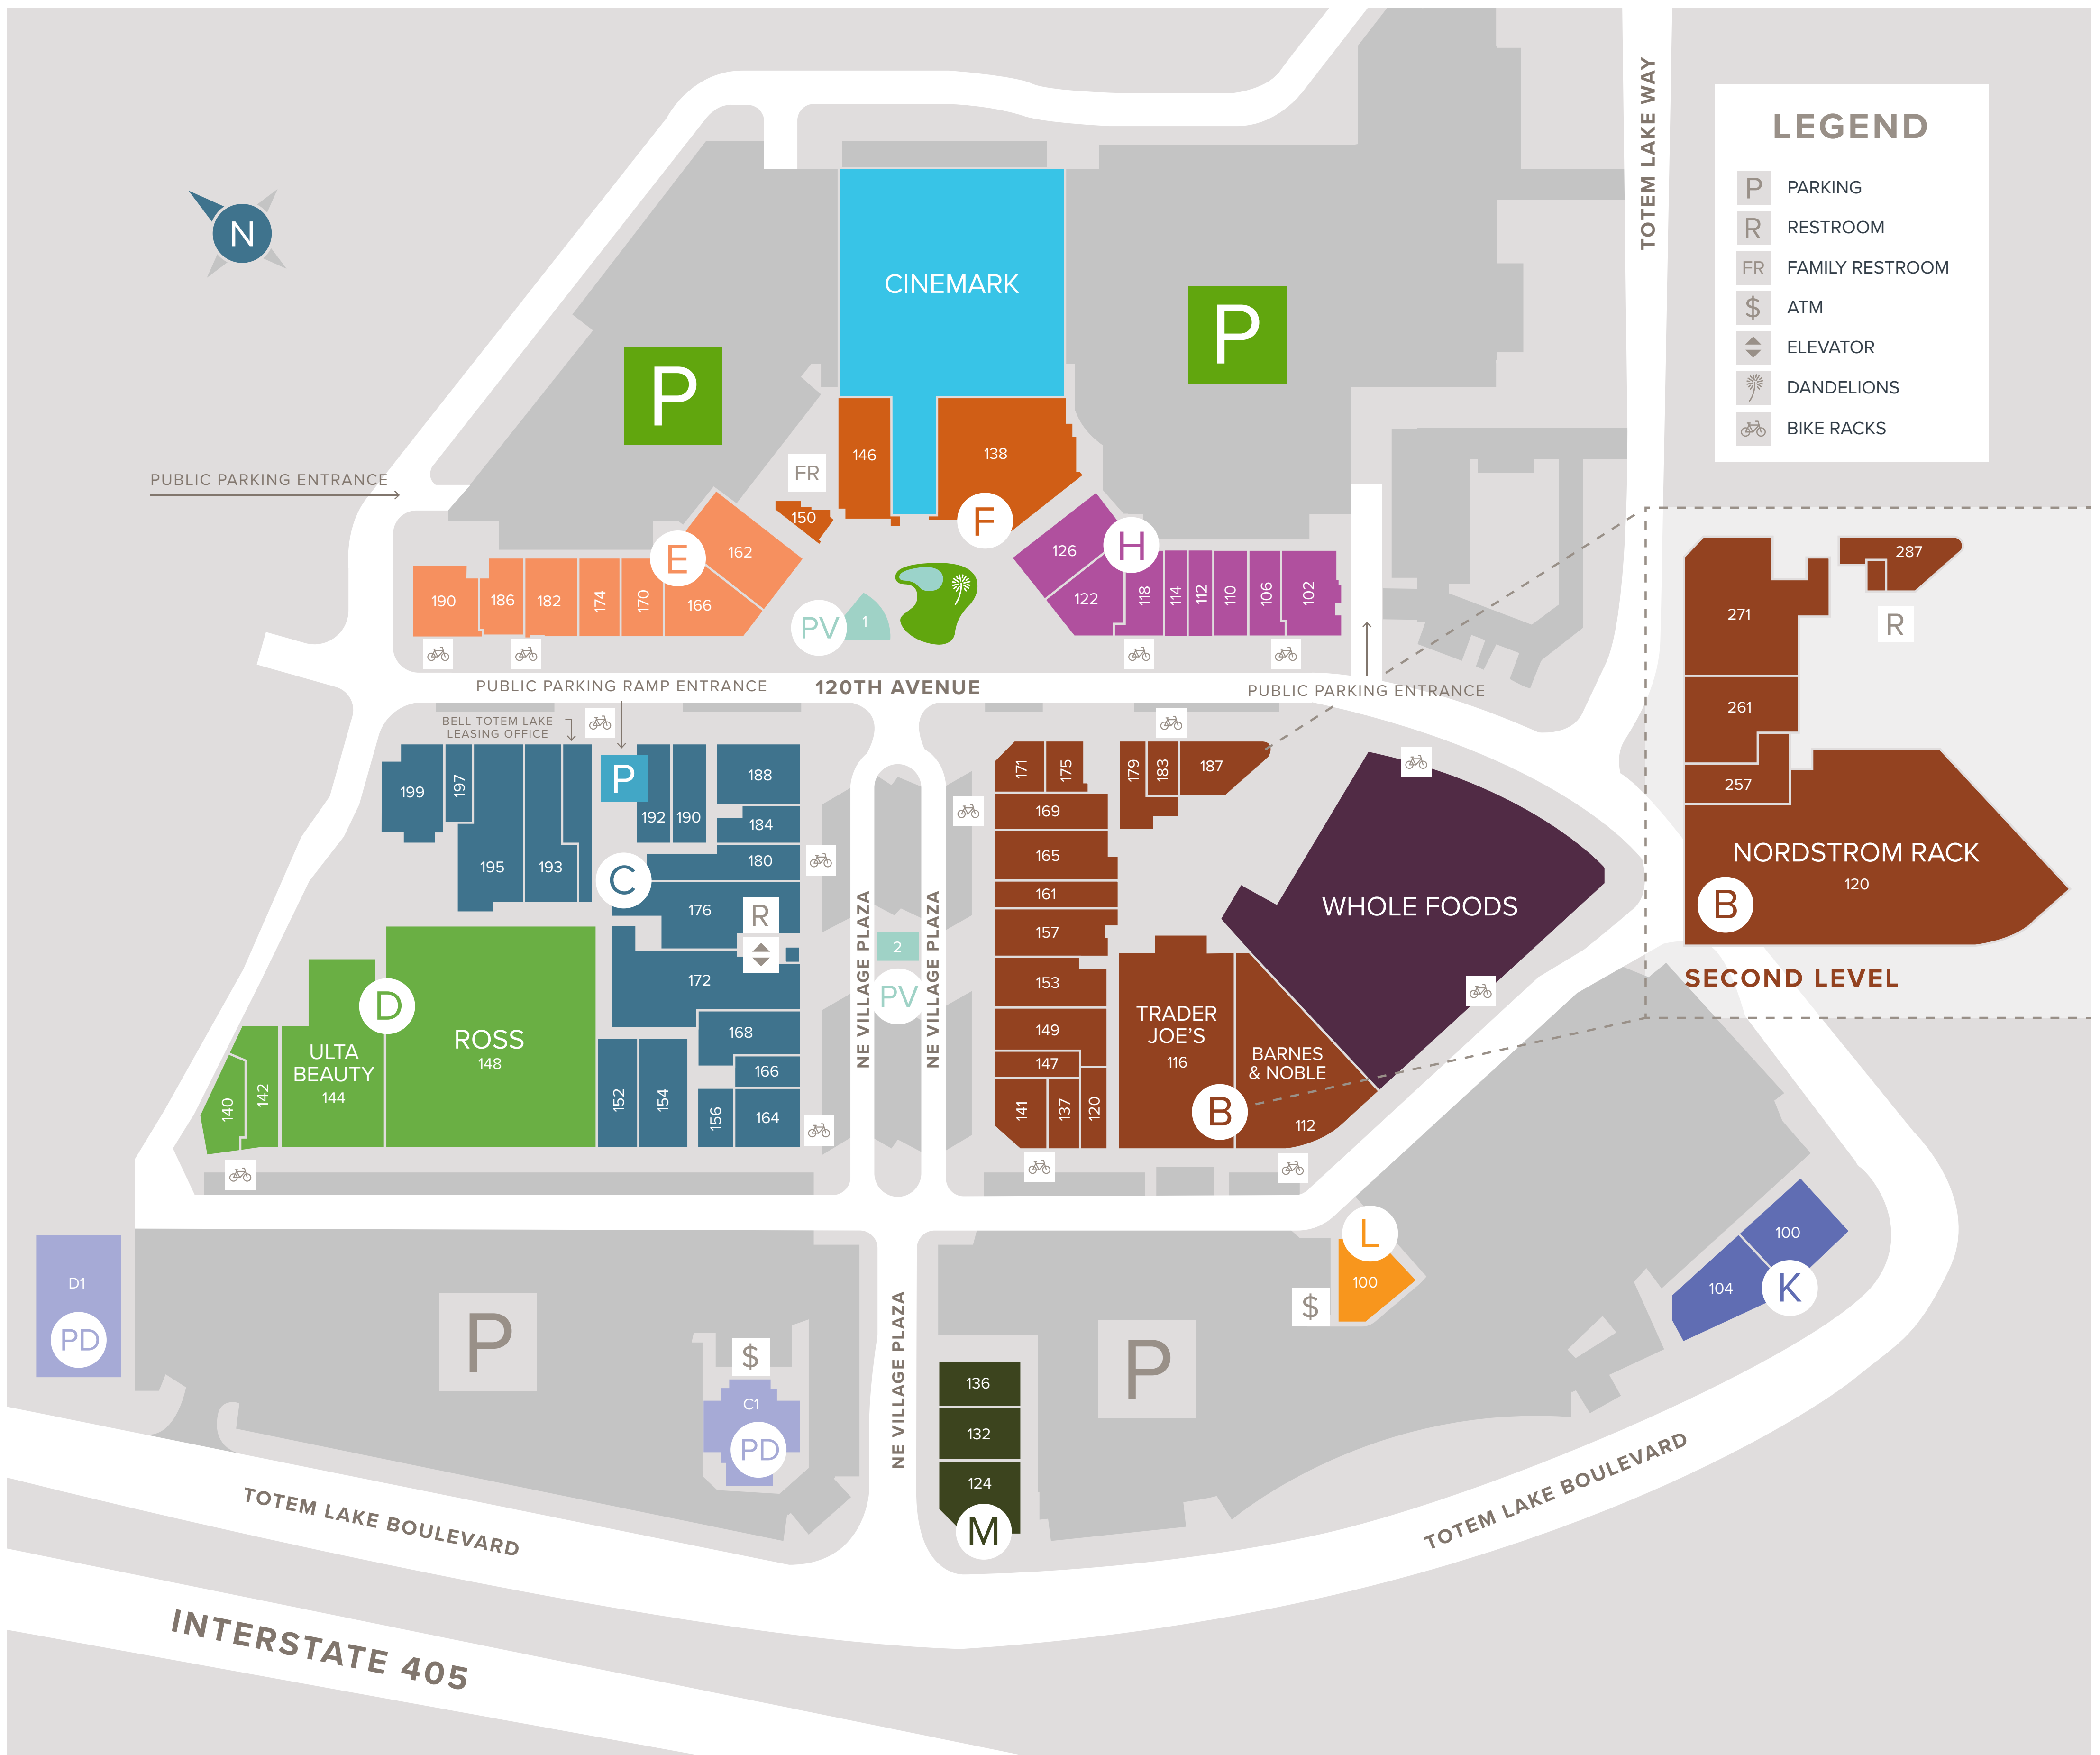 TOTEM LAKE WAY
LEGEND
P PARKING
R RESTROOM
FR FAMILY RESTROOM
$ ATM
ELEVATOR
DANDELIONS
BIKE RACKS
N
CINEMARK
P
P
146
138
FR
150
F
PUBLIC PARKING ENTRANCE
E
162
190
186
182
174
170
166
PV
1
126
H
122
118
114
112
110
106
102
287
271
R
261
257
NORDSTROM RACK
120
B
SECOND LEVEL
PUBLIC PARKING RAMP ENTRANCE
120TH AVENUE
PUBLIC PARKING ENTRANCE
BELL TOTEM LAKE
LEASING OFFICE
199
197
195
193
P
192
190
188
184
180
C
176
R
172
168
166
152
154
156
164
D
ROSS
148
ULTA
BEAUTY
144
142
140
NE VILLAGE PLAZA
NE VILLAGE PLAZA
2
PV
171
175
179
183
187
169
165
161
157
153
149
147
141
137
120
TRADER
JOE'S
116
BARNES
& NOBLE
B
112
WHOLE FOODS
D1
PD
P
$
C1
PD
NE VILLAGE PLAZA
136
132
124
M
P
L
100
$
100
104
K
TOTEM LAKE BOULEVARD
TOTEM LAKE BOULEVARD
INTERSTATE 405